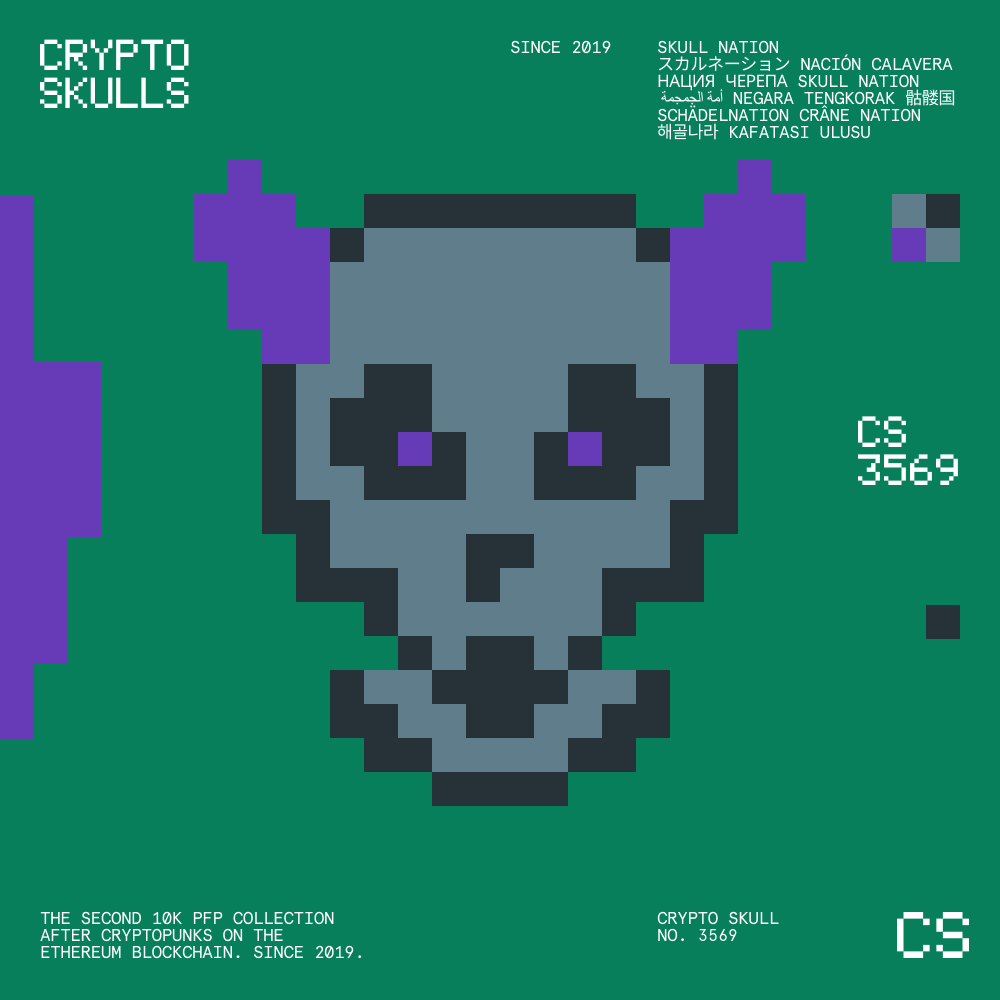 CRYPTO
SKULLS
SINCE 2019
SKULL NATION
スカルネーション NACIÓN CALAVERA
НАЦИЯ ЧЕРЕПА SKULL NATION
أمة الجمجمة NEGARA TENGKORAK 骷髅国
SCHÄDELNATION CRÂNE NATION
해골나라 KAFATASI ULUSU
CS
3569
THE SECOND 10K PFP COLLECTION
AFTER CRYPTOPUNKS ON THE
ETHEREUM BLOCKCHAIN. SINCE 2019.
CRYPTO SKULL
NO. 3569
CS